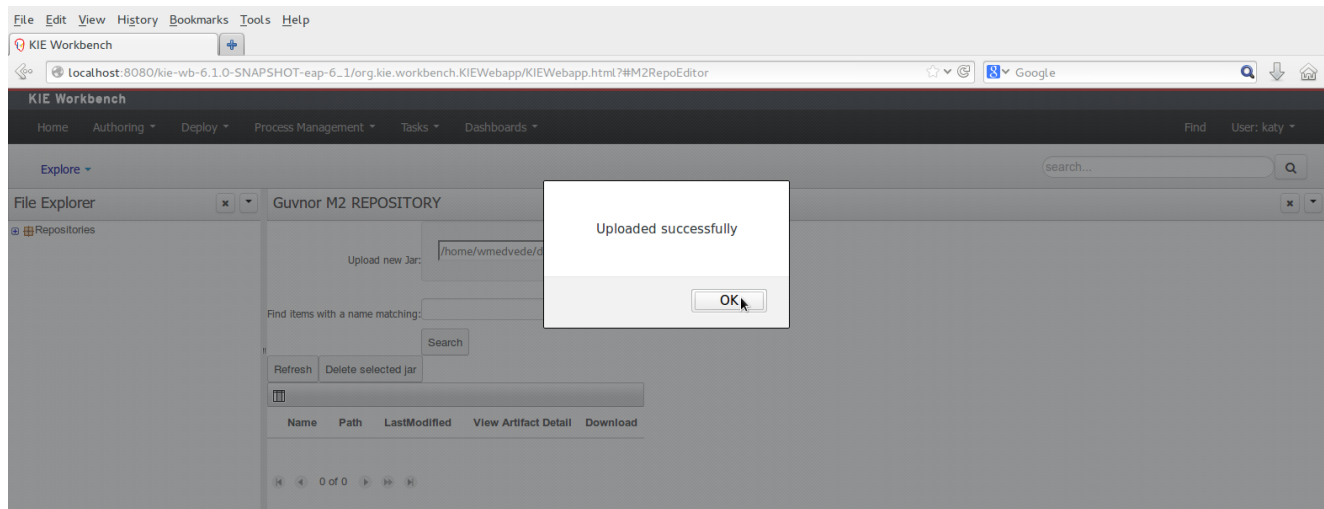 File Edit View History Bookmarks Tools Help
KIE Workbench
localhost:8080/kie-wb-6.1.0-SNAPSHOT-eap-6_1/org.kie.workbench.KIEWebapp/KIEWebapp.html?#M2RepoEditor
Google
KIE Workbench
Home Authoring Deploy Process Management Tasks Dashboards Find User: katy
Explore search...
File Explorer Guvnor M2 REPOSITORY
Repositories
Uploaded successfully
Upload new Jar: /home/wmedvede/d
OK
Find items with a name matching:
Search
Refresh Delete selected jar
Name Path LastModified View Artifact Detail Download
0 of 0